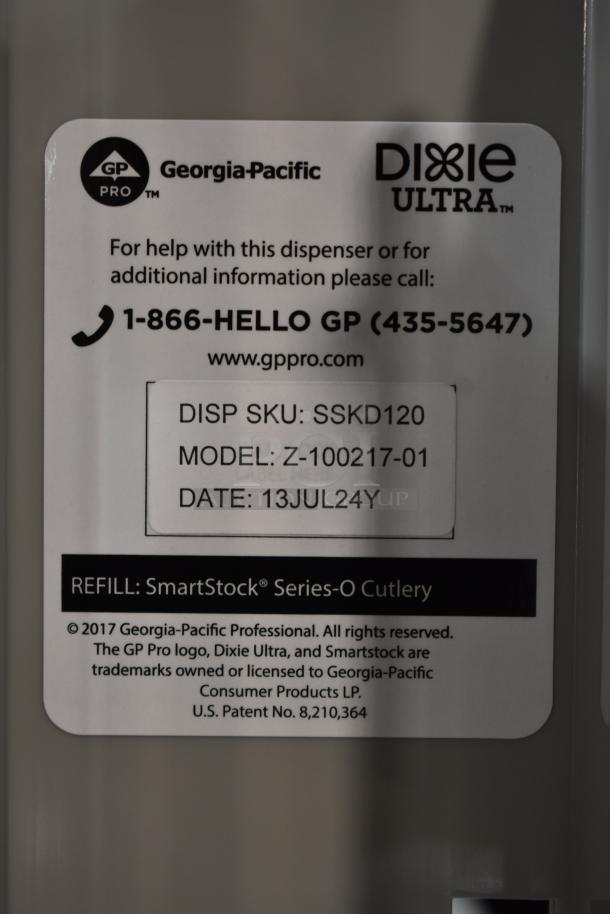 GP PRO TM Georgia-Pacific
DIXIE ULTRA TM
For help with this dispenser or for
additional information please call:
1-866-HELLO GP (435-5647)
www.gppro.com
DISP SKU: SSKD120
MODEL: Z-100217-01
DATE: 13JUL24Y
REFILL: SmartStock® Series-O Cutlery
© 2017 Georgia-Pacific Professional. All rights reserved.
The GP Pro logo, Dixie Ultra, and Smartstock are
trademarks owned or licensed to Georgia-Pacific
Consumer Products LP.
U.S. Patent No. 8,210,364